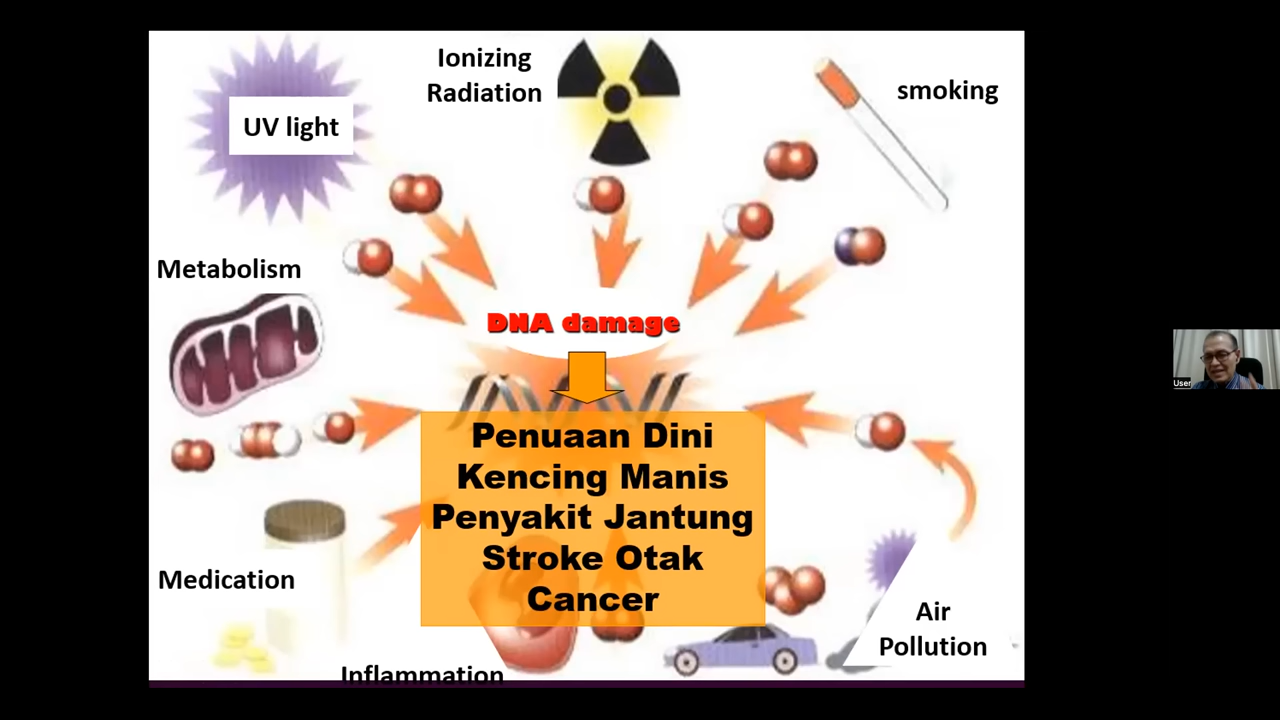 Ionizing
Radiation
smoking
UV light
Metabolism
DNA damage
Penuaan Dini
Kencing Manis
Penyakit Jantung
Stroke Otak
Cancer
Medication
Air
Pollution
Inflammation
User